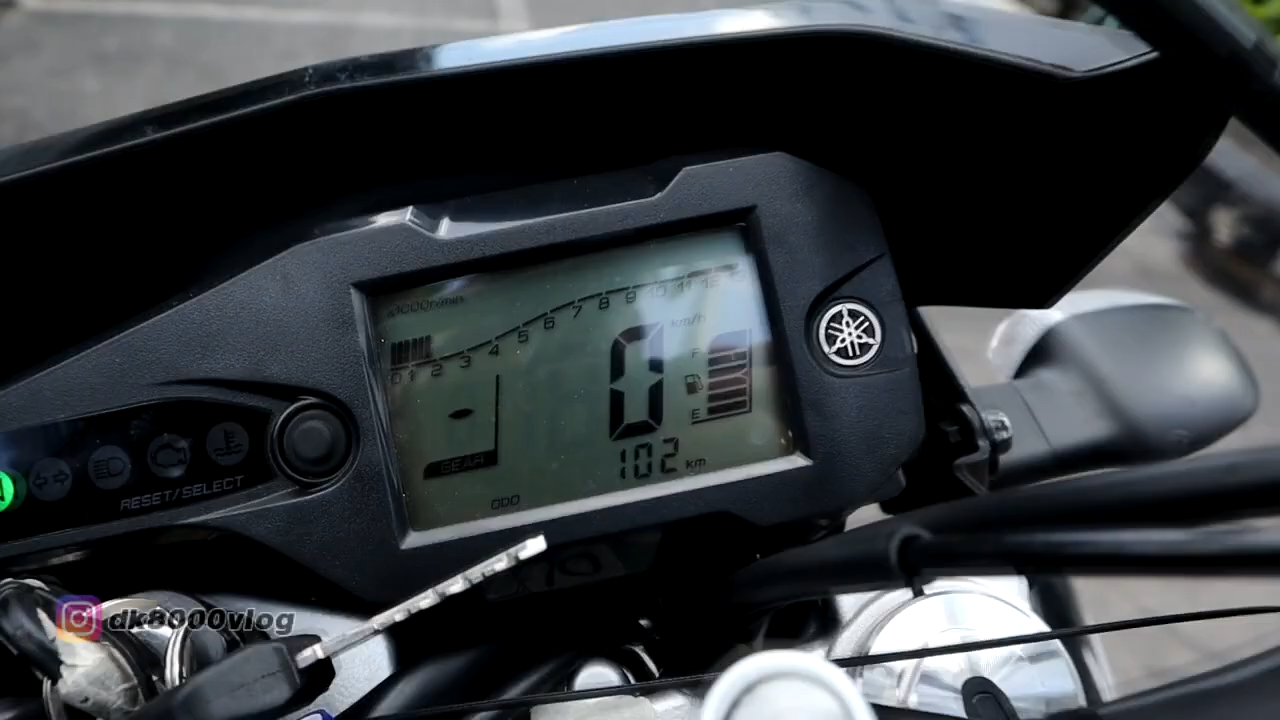 x1000r/min
0 1 2 3 4 5 6 7 8 9 10 11 12
km/h
0
F
E
GEAR
102 km
ODO
RESET/SELECT
dk8000vlog